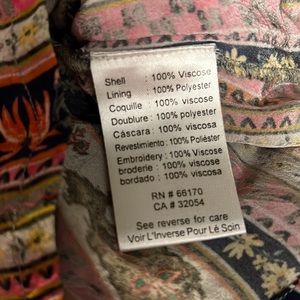 Shell : 100% Viscose
Lining : 100% Polyester
Coquille : 100% Viscose
Doublure : 100% polyester
Cáscara : 100% viscosa
Revestimiento : 100% Poliéster
Embroidery : 100% Viscose
broderie : 100% viscose
bordado : 100% viscosa
RN # 66170
CA # 32054
See reverse for care
Voir L'Inverse Pour Lé Soin